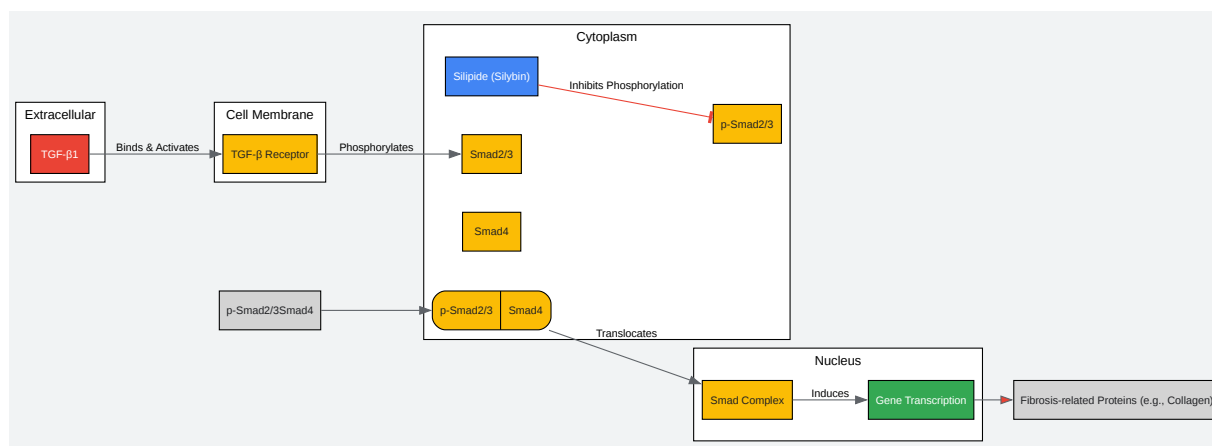 Cytoplasm
Silipide (Silybin)
Inhibits Phosphorylation
p-Smad2/3
Extracellular
TGF-β1
Binds & Activates
Cell Membrane
TGF-β Receptor
Phosphorylates
Smad2/3
Smad4
p-Smad2/3Smad4
p-Smad2/3
Smad4
Translocates
Nucleus
Smad Complex
Induces
Gene Transcription
Fibrosis-related Proteins (e.g., Collagen)